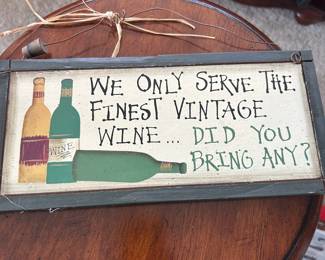 We Only Serve The
Finest Vintage
Wine... Did You
Bring Any?
WINE